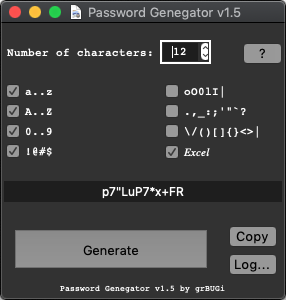 Password Genegator v1.5
Number of characters: 12 ?
a..z
A..Z
0..9
!@#$
oO0lI|
.,_:;'"`?
\/()[]{}<>|
Excel
p7"LuP7*x+FR
Generate
Copy
Log...
Password Genegator v1.5 by grBUGi